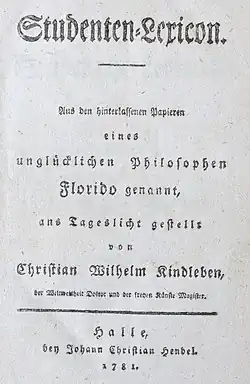 Studenten-Lexicon.
Aus den hinterlassenen Papieren
eines
unglücklichen Philosophen
Florido genannt,
ans Tageslicht gestellt
von
Christian Wilhelm Kindleben,
der Weltweisheit Doktor und der freyen Künste Magister.
Halle,
bey Johann Christian Hendel.
1781.